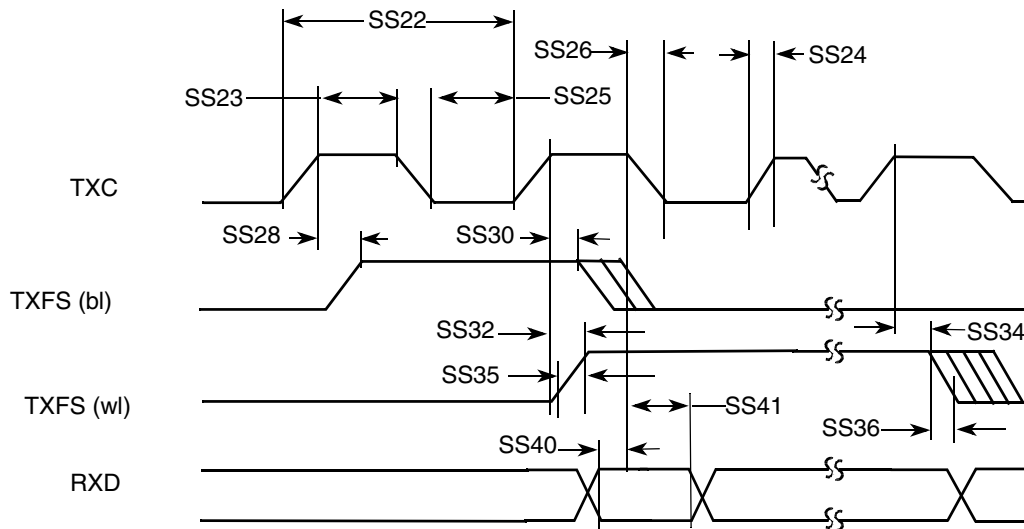 SS22
SS26
SS24
SS23
SS25
TXC
SS28
SS30
TXFS (bl)
SS32
SS34
SS35
TXFS (wl)
SS41
SS36
SS40
RXD